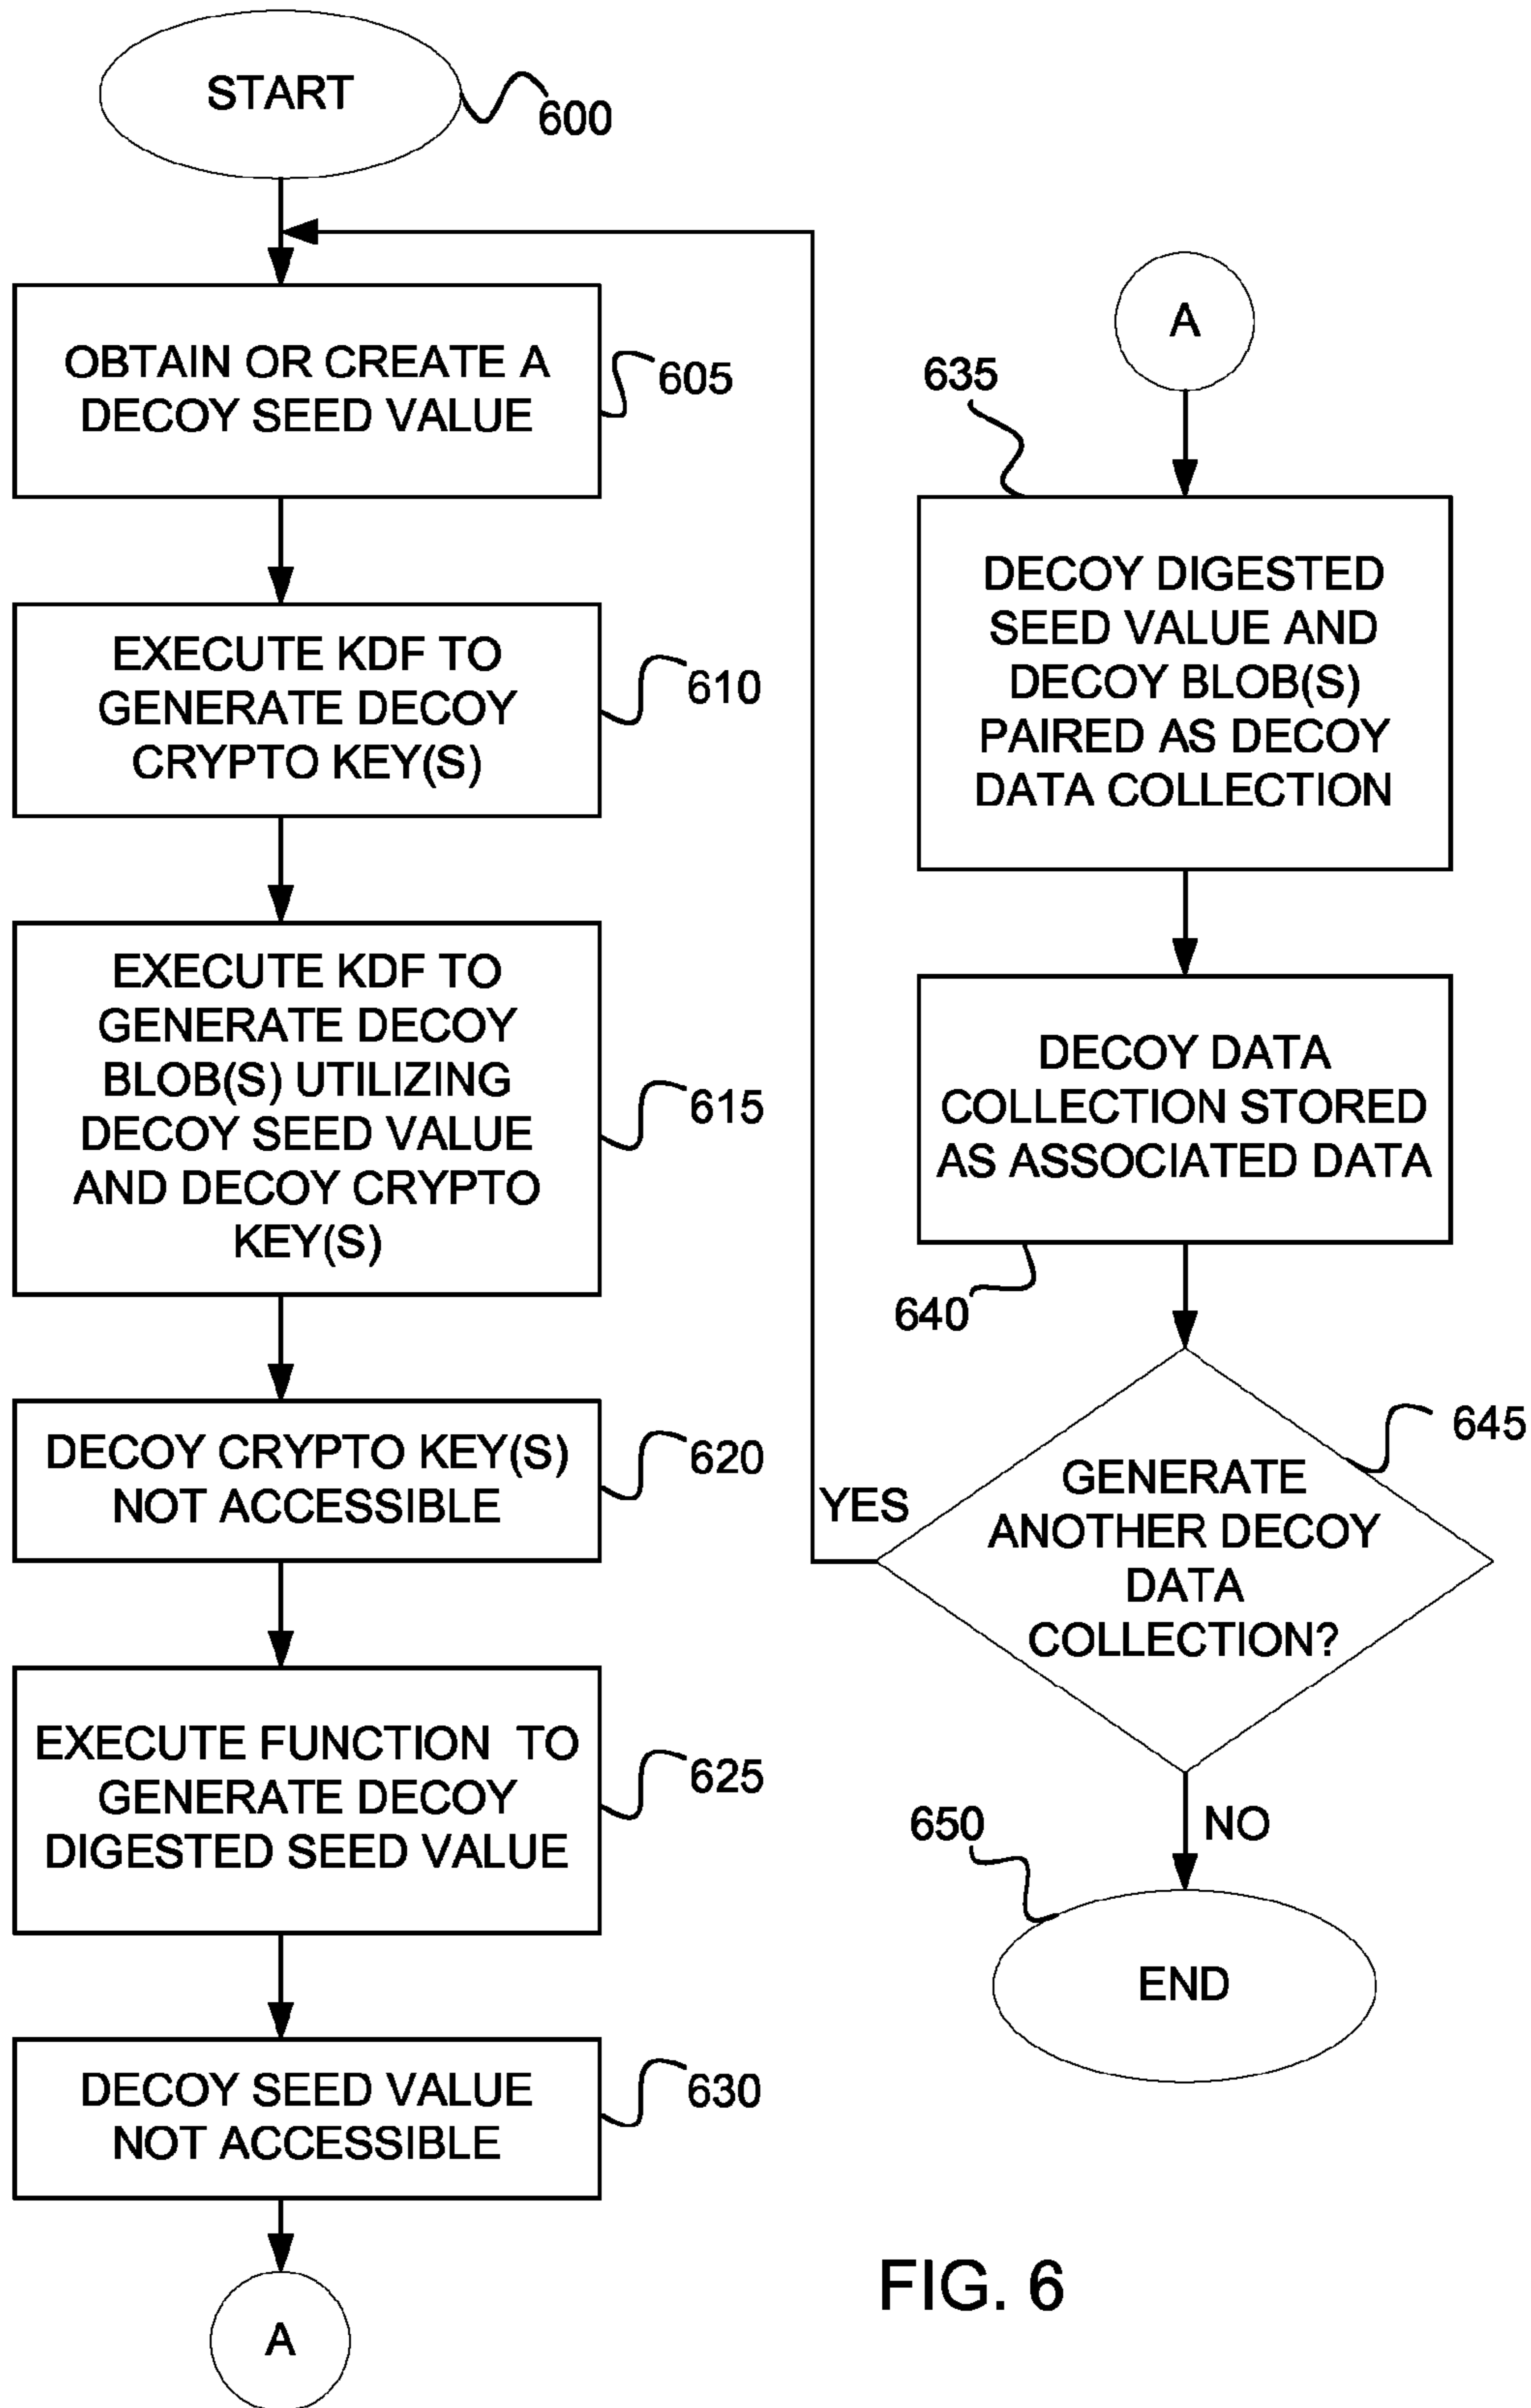 START
600
OBTAIN OR CREATE A
DECOY SEED VALUE
605
EXECUTE KDF TO
GENERATE DECOY
CRYPTO KEY(S)
610
EXECUTE KDF TO
GENERATE DECOY
BLOB(S) UTILIZING
DECOY SEED VALUE
AND DECOY CRYPTO
KEY(S)
615
DECOY CRYPTO KEY(S)
NOT ACCESSIBLE
620
EXECUTE FUNCTION TO
GENERATE DECOY
DIGESTED SEED VALUE
625
DECOY SEED VALUE
NOT ACCESSIBLE
630
A
A
635
DECOY DIGESTED
SEED VALUE AND
DECOY BLOB(S)
PAIRED AS DECOY
DATA COLLECTION
DECOY DATA
COLLECTION STORED
AS ASSOCIATED DATA
640
645
GENERATE
ANOTHER DECOY
DATA
COLLECTION?
YES
NO
650
END
FIG. 6